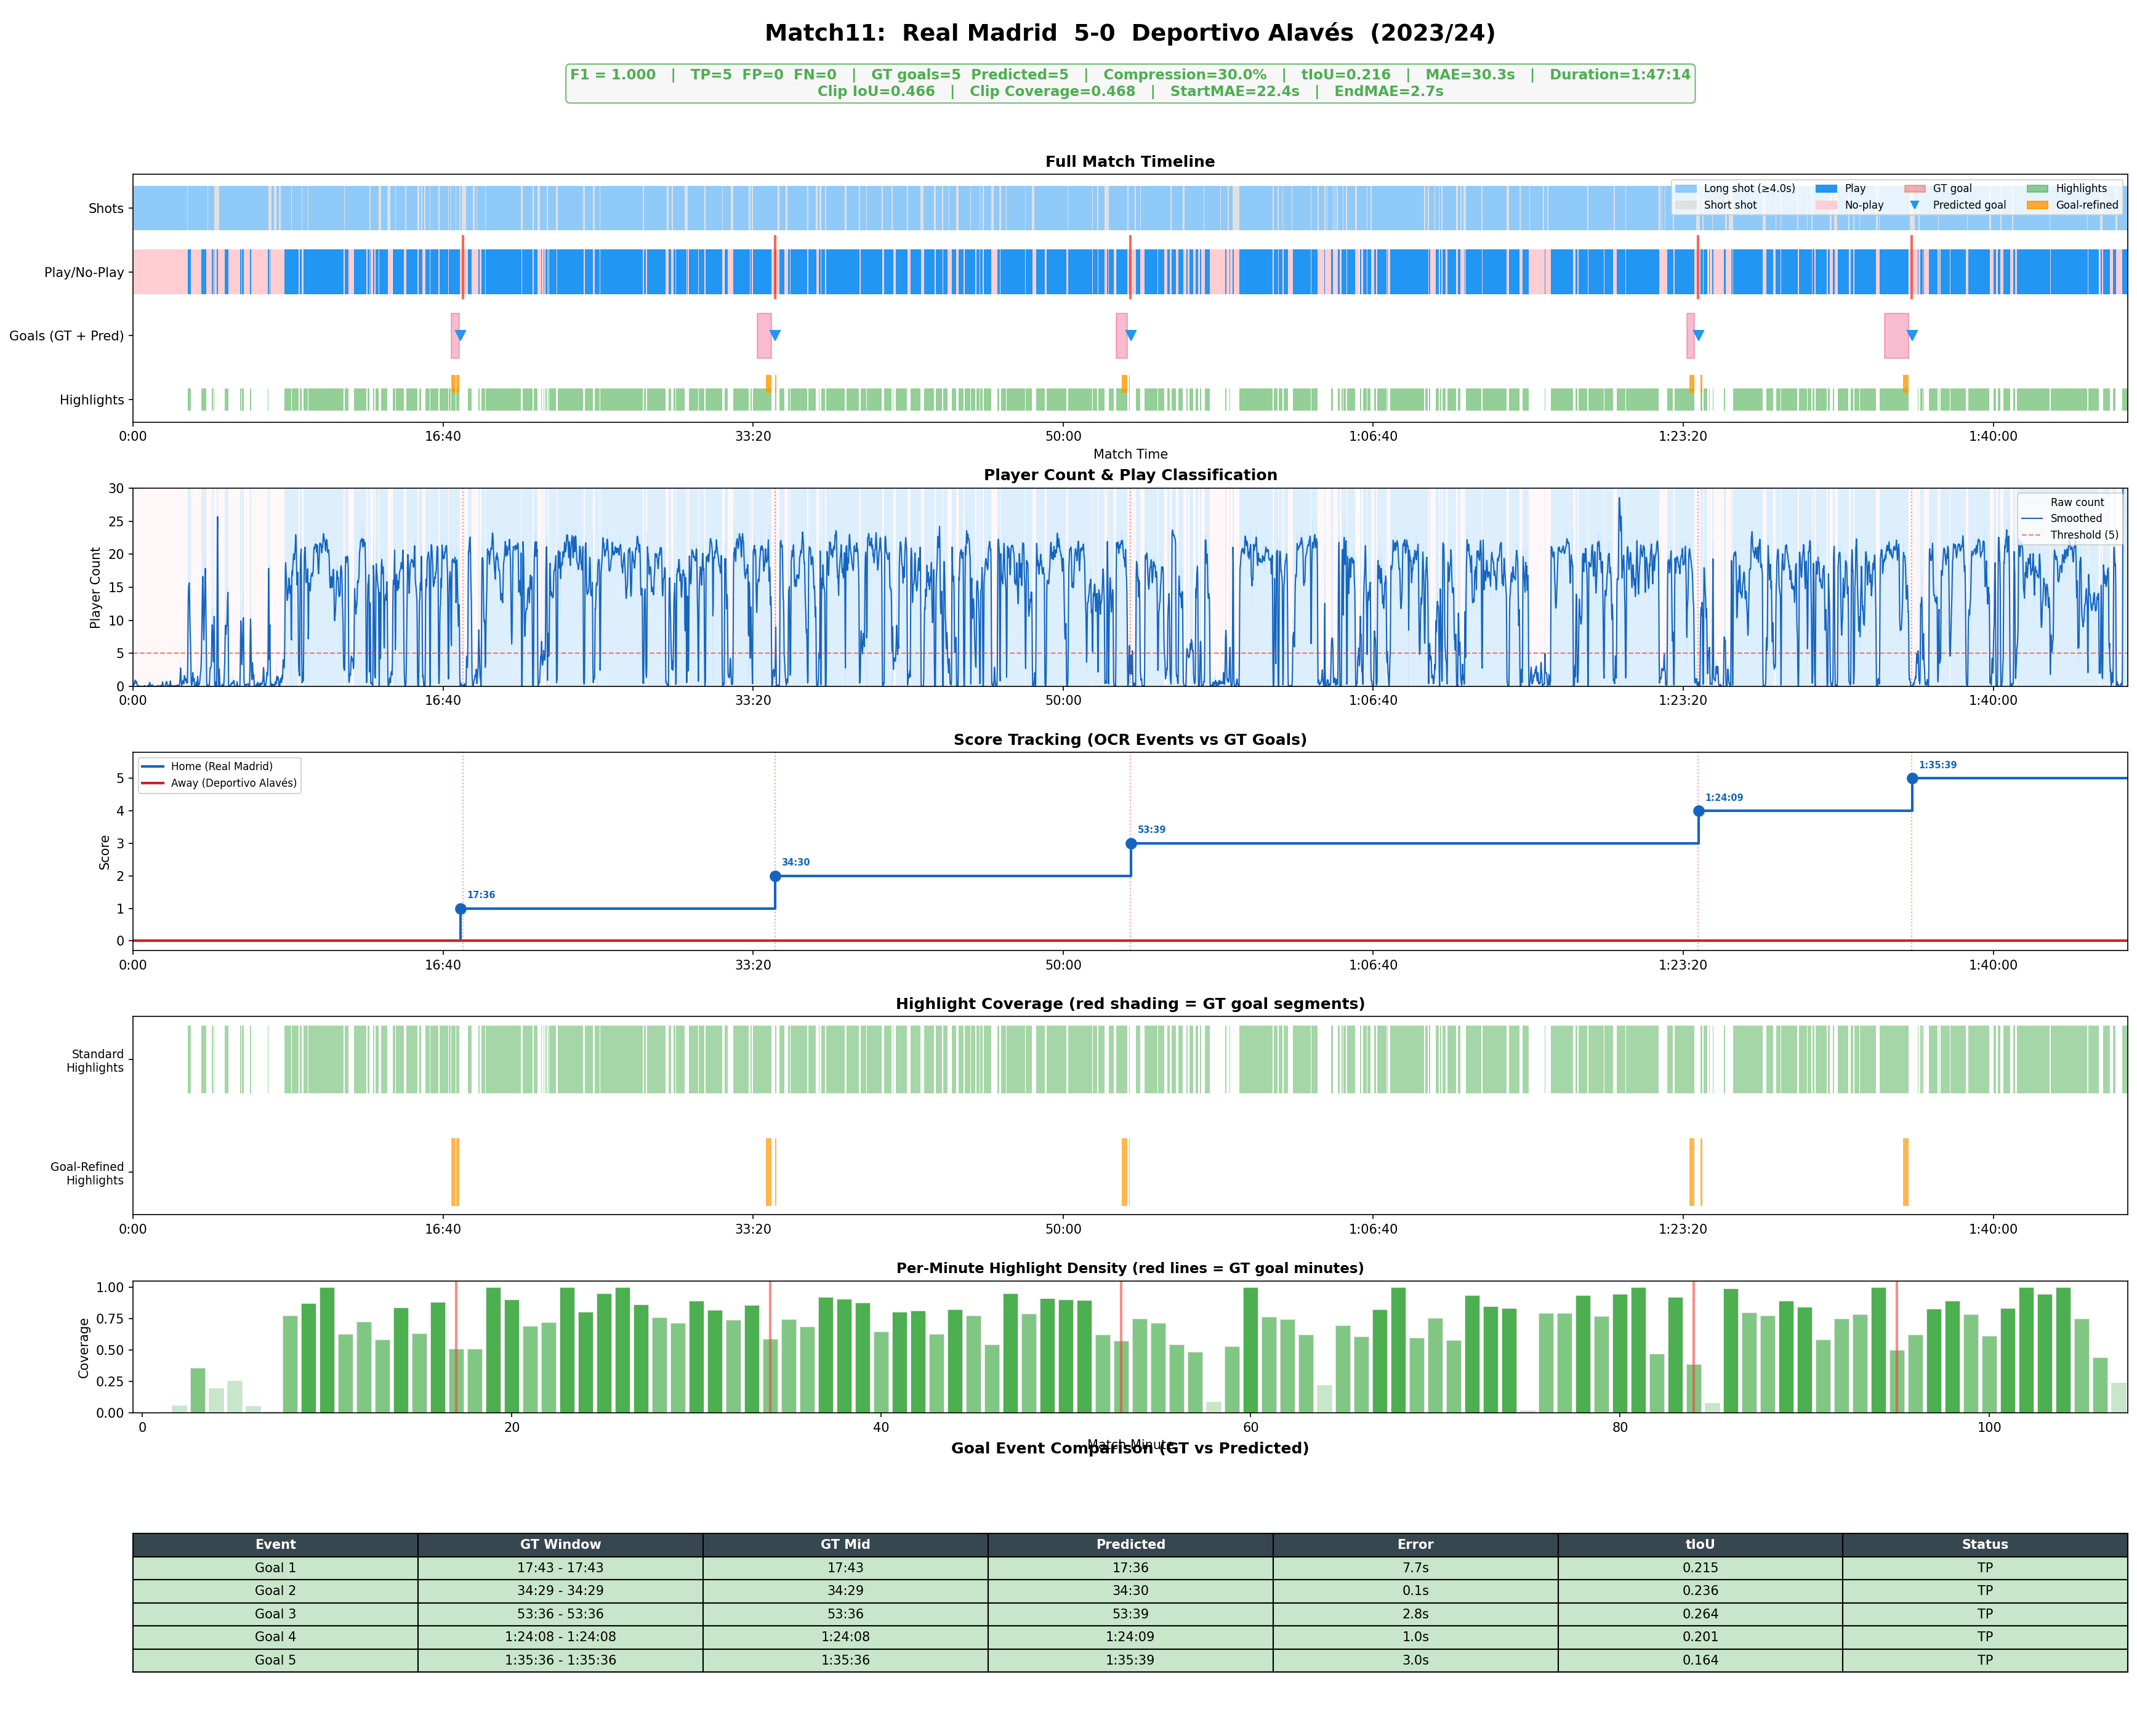 Match11:  Real Madrid  5-0  Deportivo Alavés  (2023/24)
F1 = 1.000   |   TP=5  FP=0  FN=0   |   GT goals=5  Predicted=5   |   Compression=30.0%   |   tIoU=0.216   |   MAE=30.3s   |   Duration=1:47:14
Clip IoU=0.466   |   Clip Coverage=0.468   |   StartMAE=22.4s   |   EndMAE=2.7s
Full Match Timeline
Shots
Play/No-Play
Goals (GT + Pred)
Highlights
Long shot (≥4.0s)
Short shot
Play
No-play
GT goal
Predicted goal
Highlights
Goal-refined
0:00 16:40 33:20 50:00 1:06:40 1:23:20 1:40:00
Match Time
Player Count & Play Classification
Player Count
30
25
20
15
10
5
0
Raw count
Smoothed
Threshold (5)
0:00 16:40 33:20 50:00 1:06:40 1:23:20 1:40:00
Score Tracking (OCR Events vs GT Goals)
Score
5
4
3
2
1
0
Home (Real Madrid)
Away (Deportivo Alavés)
17:36
34:30
53:39
1:24:09
1:35:39
0:00 16:40 33:20 50:00 1:06:40 1:23:20 1:40:00
Highlight Coverage (red shading = GT goal segments)
Standard
Highlights
Goal-Refined
Highlights
0:00 16:40 33:20 50:00 1:06:40 1:23:20 1:40:00
Per-Minute Highlight Density (red lines = GT goal minutes)
Coverage
1.00
0.75
0.50
0.25
0.00
0 20 40 60 80 100
Match Minute
Goal Event Comparison (GT vs Predicted)
Event GT Window GT Mid Predicted Error tIoU Status
Goal 1 17:43 - 17:43 17:43 17:36 7.7s 0.215 TP
Goal 2 34:29 - 34:29 34:29 34:30 0.1s 0.236 TP
Goal 3 53:36 - 53:36 53:36 53:39 2.8s 0.264 TP
Goal 4 1:24:08 - 1:24:08 1:24:08 1:24:09 1.0s 0.201 TP
Goal 5 1:35:36 - 1:35:36 1:35:36 1:35:39 3.0s 0.164 TP